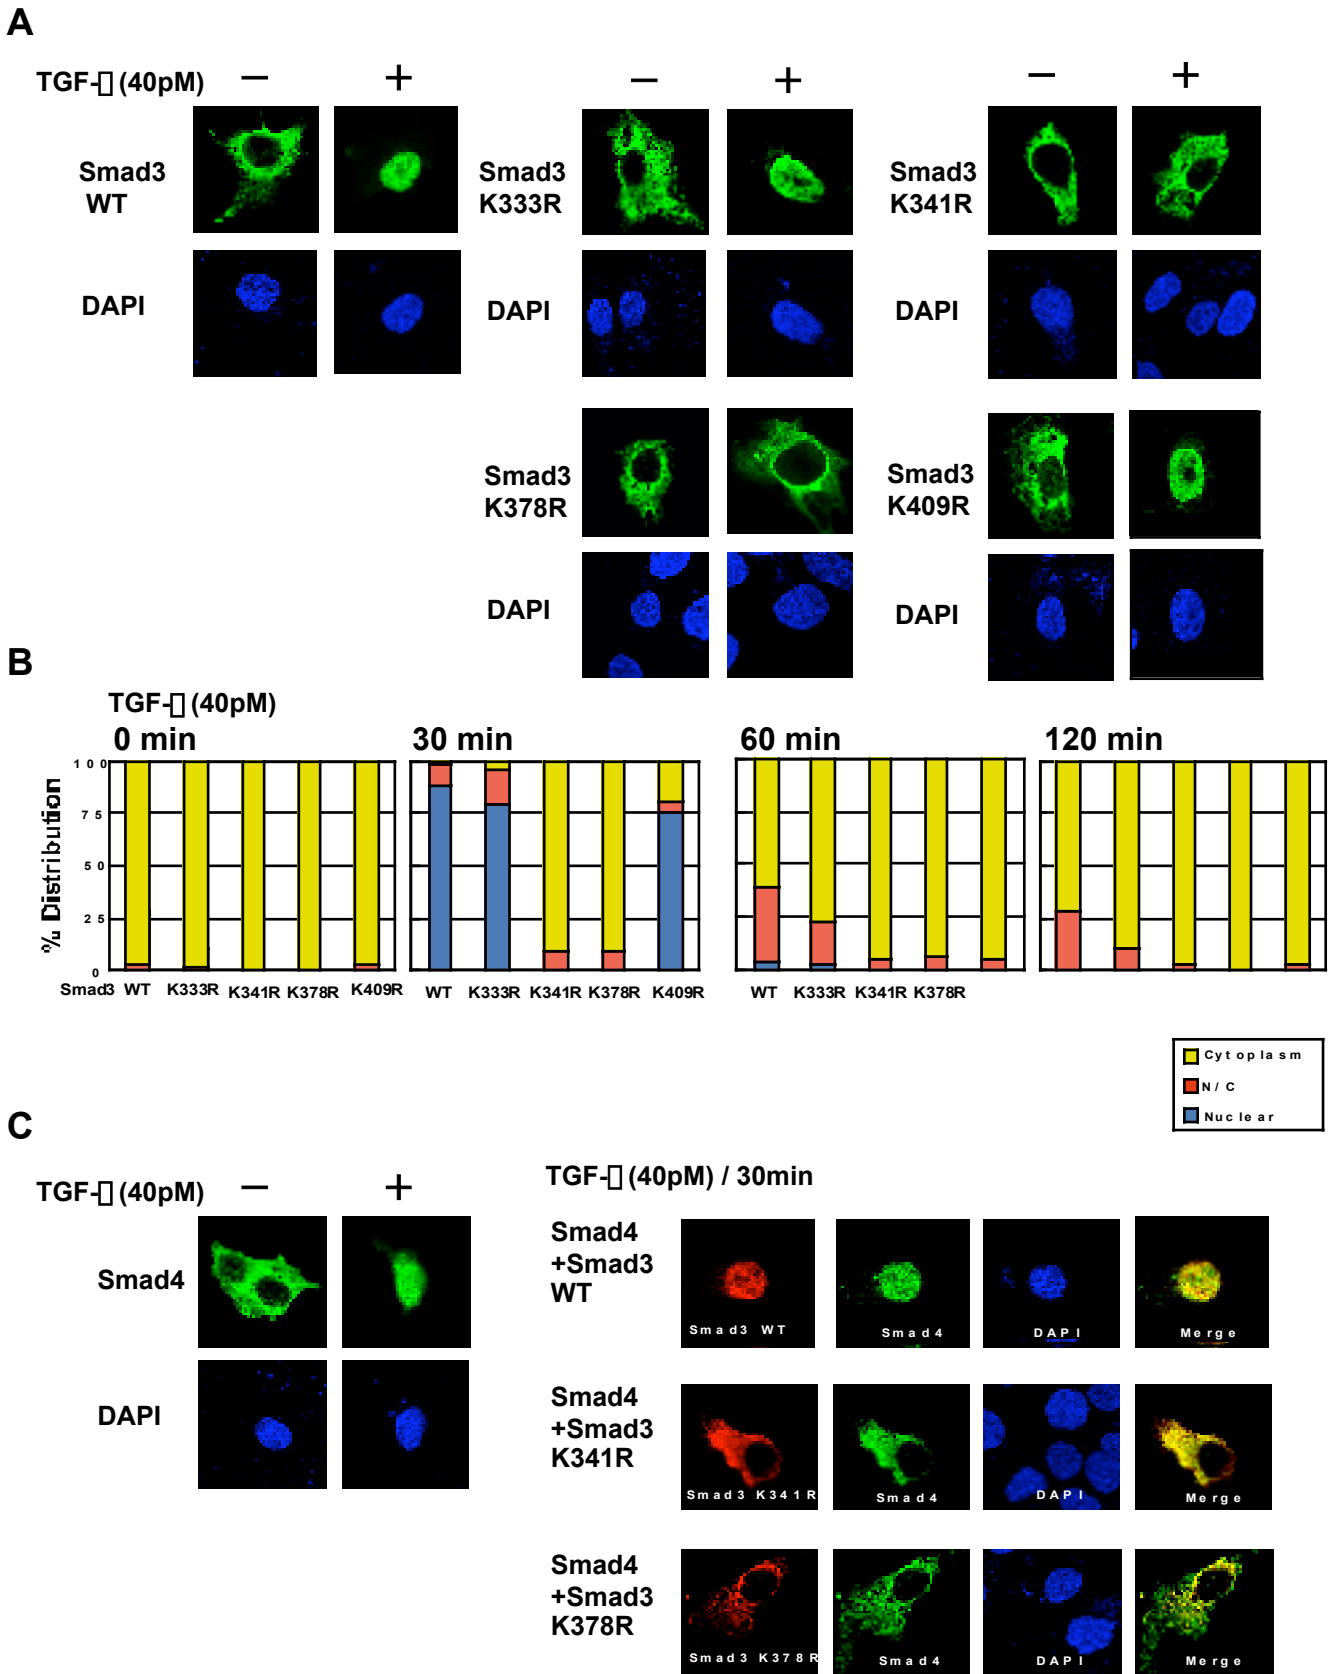 A
TGF-▯ (40pM) − + − + − +
Smad3 WT
Smad3 K333R
Smad3 K341R
DAPI
DAPI
DAPI
Smad3 K378R
Smad3 K409R
DAPI
DAPI
B
TGF-▯ (40pM)
0 min 30 min 60 min 120 min
% Distribution
100
75
50
25
0
Smad3 WT K333R K341R K378R K409R
WT K333R K341R K378R K409R
WT K333R K341R K378R
Cytoplasm
N/C
Nuclear
C
TGF-▯ (40pM) − +
Smad4
DAPI
TGF-▯ (40pM) / 30min
Smad4
+Smad3
WT
Smad3 WT Smad4 DAPI Merge
Smad4
+Smad3
K341R
Smad3 K341R Smad4 DAPI Merge
Smad4
+Smad3
K378R
Smad3 K378R Smad4 DAPI Merge